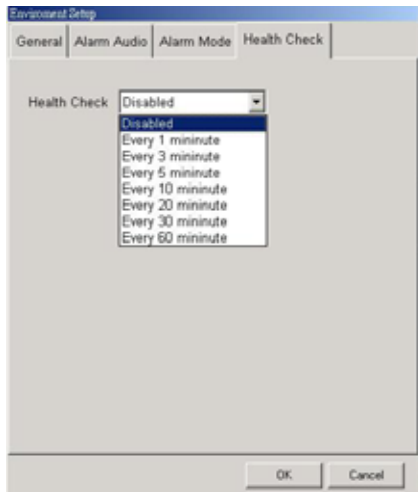 Enviroment Setup
General Alarm Audio Alarm Mode Health Check
Health Check Disabled
Disabled
Every 1 mininute
Every 3 mininute
Every 5 mininute
Every 10 mininute
Every 20 mininute
Every 30 mininute
Every 60 mininute
OK Cancel